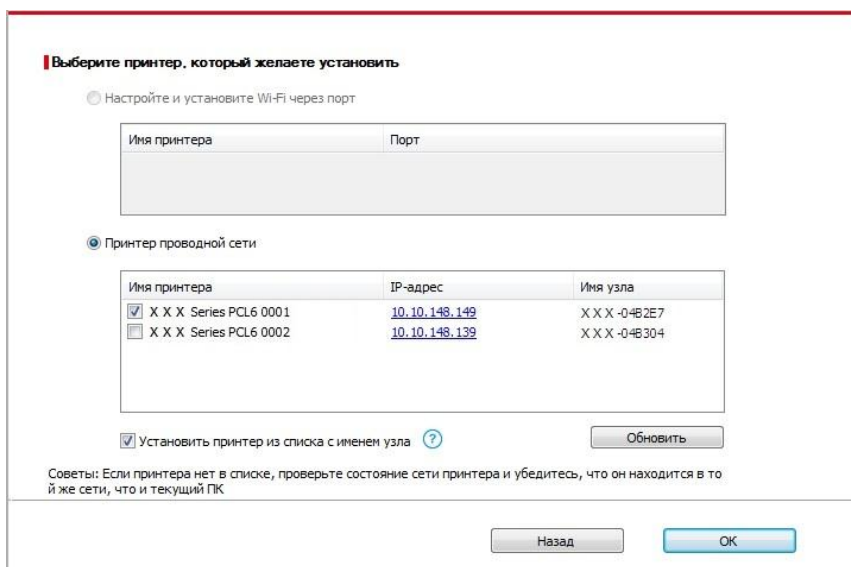 Выберите принтер, который желаете установить
Настройте и установите Wi-Fi через порт
Имя принтера Порт
Принтер проводной сети
Имя принтера IP-адрес Имя узла
X X X Series PCL6 0001 10.10.148.149 X X X -04B2E7
X X X Series PCL6 0002 10.10.148.139 X X X -04B304
Установить принтер из списка с именем узла ? Обновить
Советы: Если принтера нет в списке, проверьте состояние сети принтера и убедитесь, что он находится в то
й же сети, что и текущий ПК
Назад OK